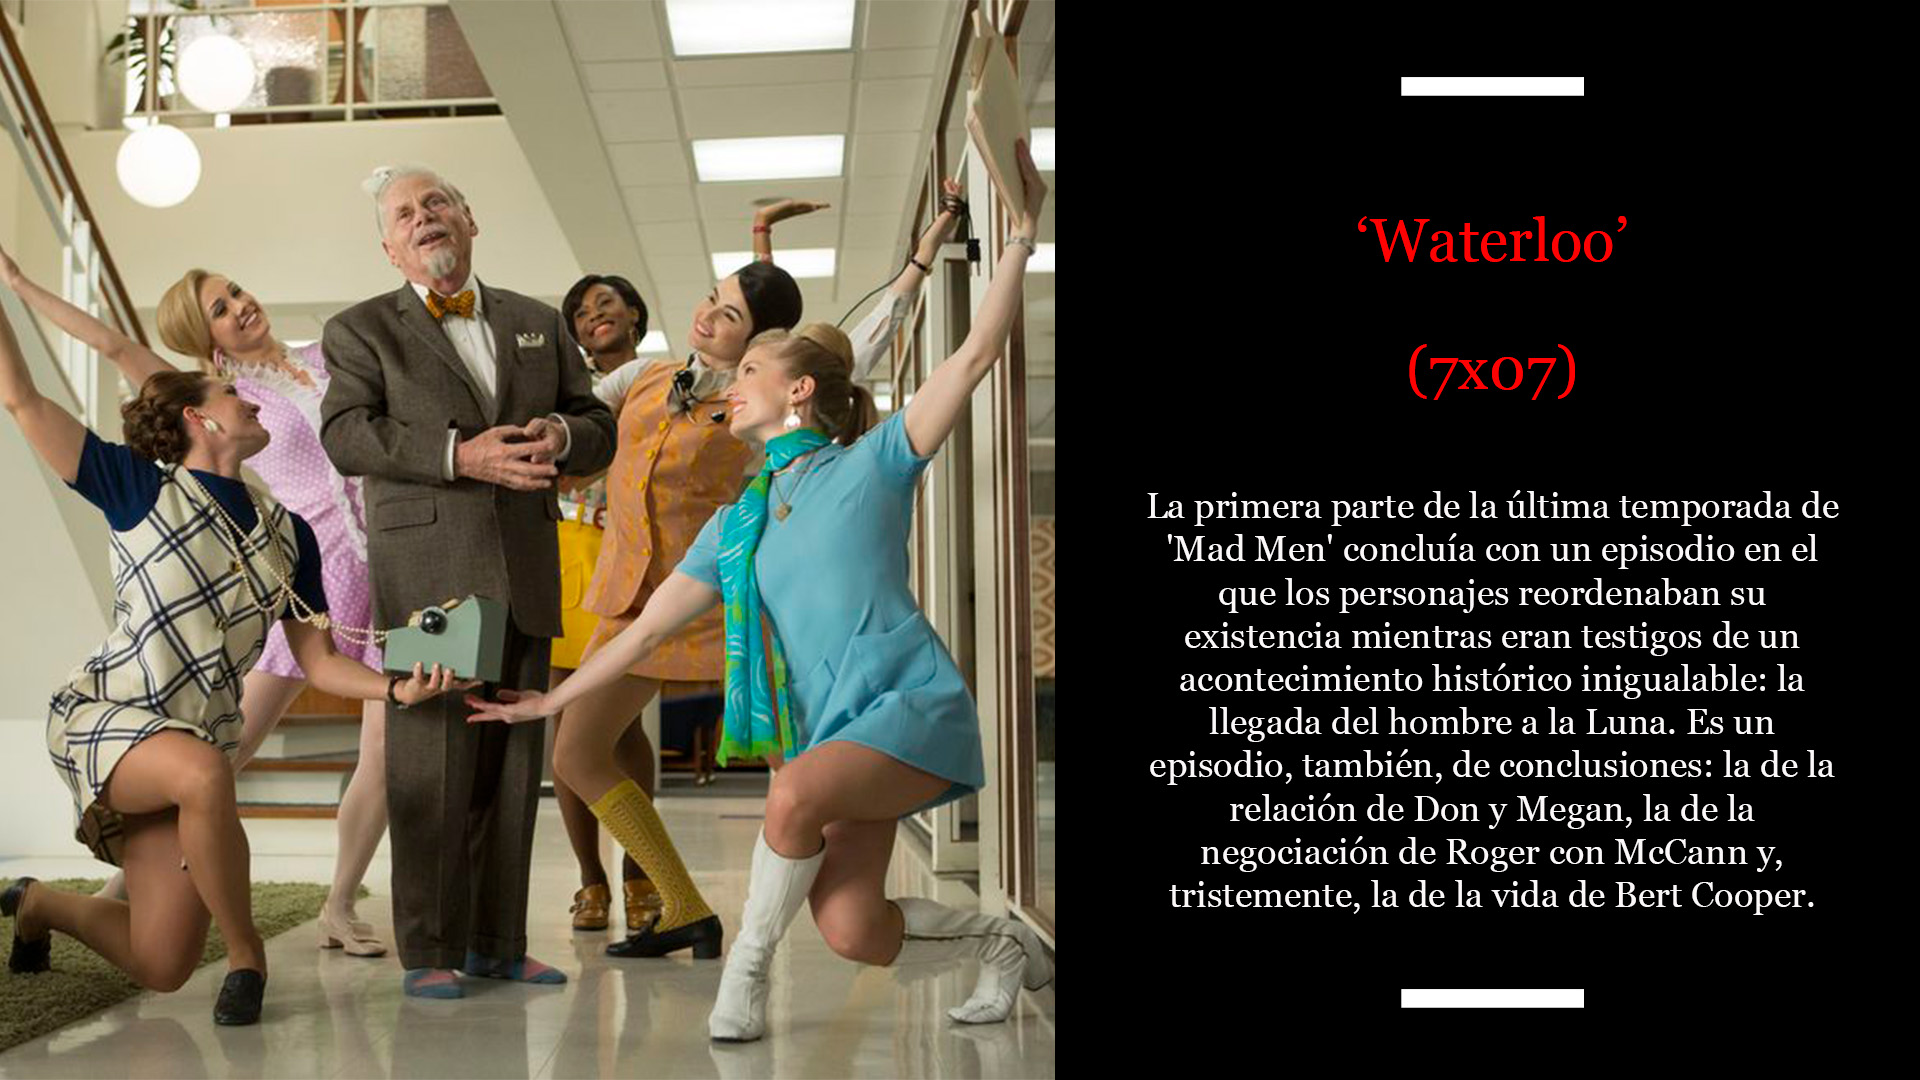 ‘Waterloo’
(7x07)
La primera parte de la última temporada de
'Mad Men' concluía con un episodio en el
que los personajes reordenaban su
existencia mientras eran testigos de un
acontecimiento histórico inigualable: la
llegada del hombre a la Luna. Es un
episodio, también, de conclusiones: la de la
relación de Don y Megan, la de la
negociación de Roger con McCann y,
tristemente, la de la vida de Bert Cooper.